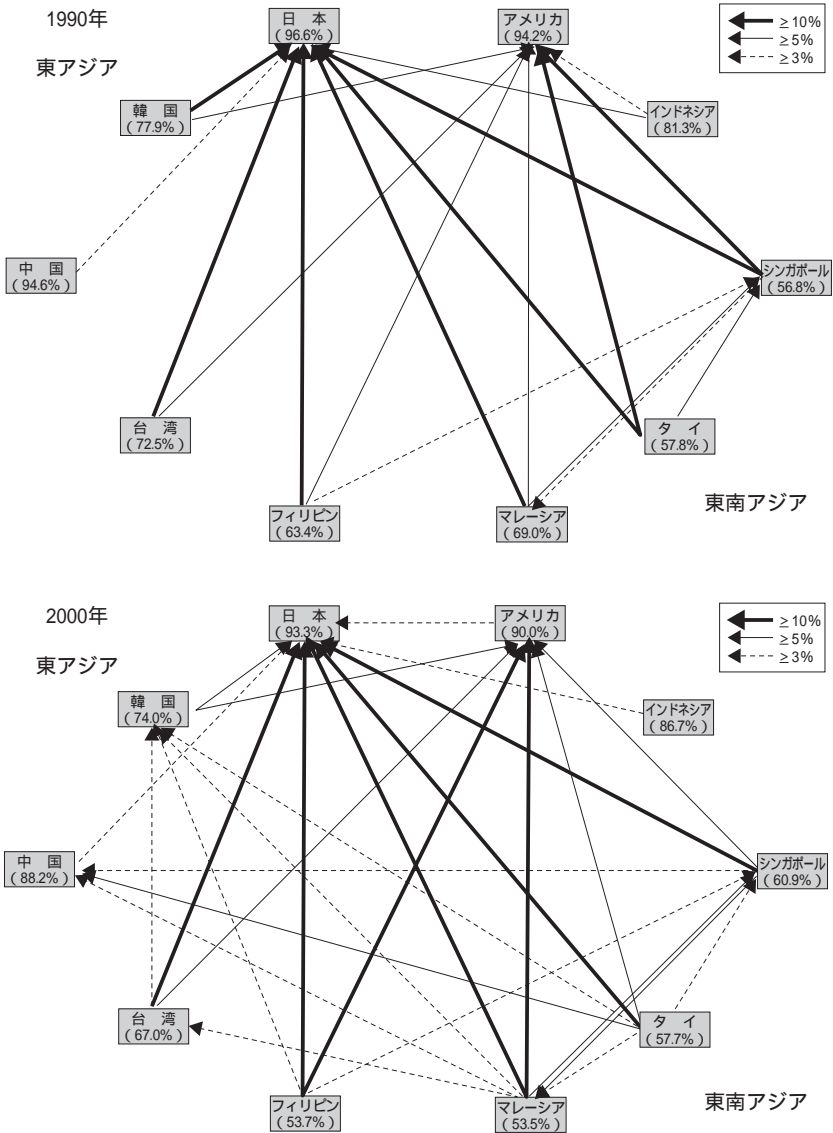 1990年
日 本
( 96.6% )
アメリカ
( 94.2% )
≥10%
≥5%
≥3%
東アジア
韓 国
( 77.9% )
インドネシア
( 81.3% )
中 国
( 94.6% )
シンガポール
( 56.8% )
台 湾
( 72.5% )
タ イ
( 57.8% )
フィリピン
( 63.4% )
マレーシア
( 69.0% )
東南アジア
2000年
日 本
( 93.3% )
アメリカ
( 90.0% )
≥10%
≥5%
≥3%
東アジア
韓 国
( 74.0% )
インドネシア
( 86.7% )
中 国
( 88.2% )
シンガポール
( 60.9% )
台 湾
( 67.0% )
タ イ
( 57.7% )
フィリピン
( 53.7% )
マレーシア
( 53.5% )
東南アジア